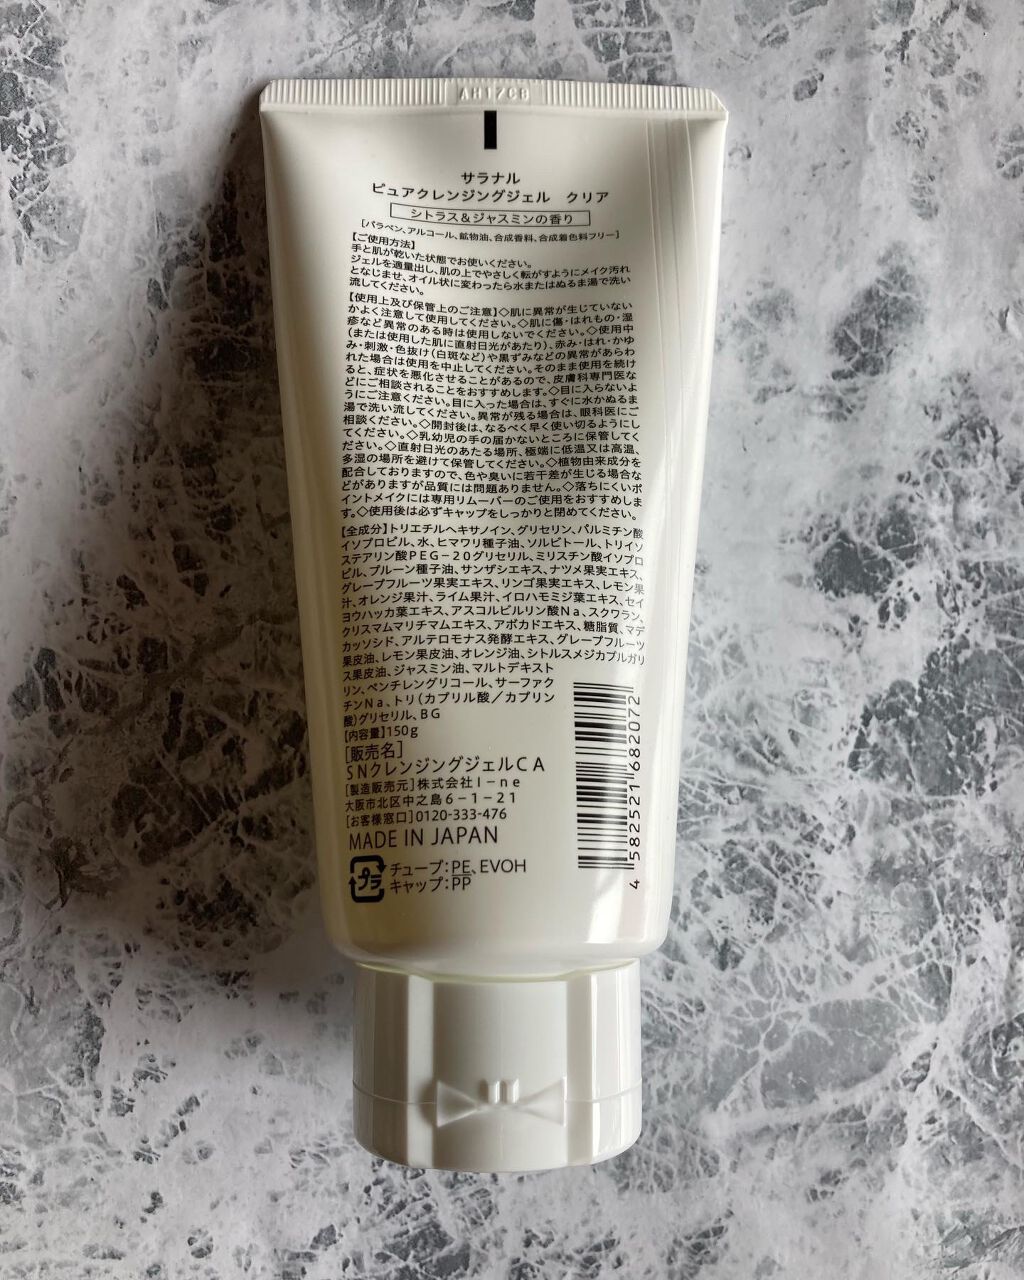 AH1ZCB
サラナル
ピュアクレンジングジェル クリア
シトラス&ジャスミンの香り
[パラベン、アルコール、鉱物油、合成香料、合成着色料フリー]
【ご使用方法】
手と肌が乾いた状態でお使いください。
ジェルを適量出し、肌の上でやさしく転がすようにメイク汚れ
となじませ、オイル状に変わったら水またはぬるま湯で洗い
流してください。
【使用上及び保管上のご注意】◇肌に異常が生じていない
かよく注意して使用してください。◇肌に傷・はれもの・湿
疹など異常のある時は使用しないでください。◇使用中
(または使用した肌に直射日光があたり)、赤み・はれ・かゆ
み・刺激・色抜け(白斑など)や黒ずみなどの異常があらわ
れた場合は使用を中止してください。そのまま使用を続け
ると、症状を悪化させることがあるので、皮膚科専門医な
どにご相談されることをおすすめします。◇目に入らないよ
うにご注意ください。目に入った場合は、すぐに水かぬるま
湯で洗い流してください。異常が残る場合は、眼科医にご
相談ください。◇開封後は、なるべく早く使い切るようにし
てください。◇乳幼児の手の届かないところに保管してく
ださい。◇直射日光のあたる場所、極端に低温又は高温、
多湿の場所を避けて保管してください。◇植物由来成分を
配合しておりますので、色や臭いに若干差が生じる場合な
どがありますが品質には問題ありません。◇落ちにくいポ
イントメイクには専用リムーバーのご使用をおすすめしま
す。◇使用後は必ずキャップをしっかりと閉めてください。
【全成分】トリエチルヘキサノイン、グリセリン、パルミチン酸
イソプロピル、水、ヒマワリ種子油、ソルビトール、トリイソ
ステアリン酸PEG-20グリセリル、ミリスチン酸イソプロ
ピル、プルーン種子油、サンザシエキス、ナツメ果実エキス、
グレープフルーツ果実エキス、リンゴ果実エキス、レモン果
汁、オレンジ果汁、ライム果汁、イロハモミジ葉エキス、セイ
ヨウハッカ葉エキス、アスコルビルリン酸Na、スクワラン、
クリスマムマリチマムエキス、アボカドエキス、糖脂質、マデ
カッソシド、アルテロモナス発酵エキス、グレープフルーツ
果皮油、レモン果皮油、オレンジ油、シトルスメジカブルガリ
ス果皮油、ジャスミン油、マルトデキスト
リン、ペンチレングリコール、サーファク
チンNa、トリ(カプリル酸/カプリン
酸)グリセリル、BG
【内容量】150g
[販売名]
SNクレンジングジェルCA
[製造販売元]株式会社I-ne
大阪市北区中之島6-1-21
[お客様窓口]0120-333-476
MADE IN JAPAN
プラ
チューブ:PE、EVOH
キャップ:PP
4 582521 682072